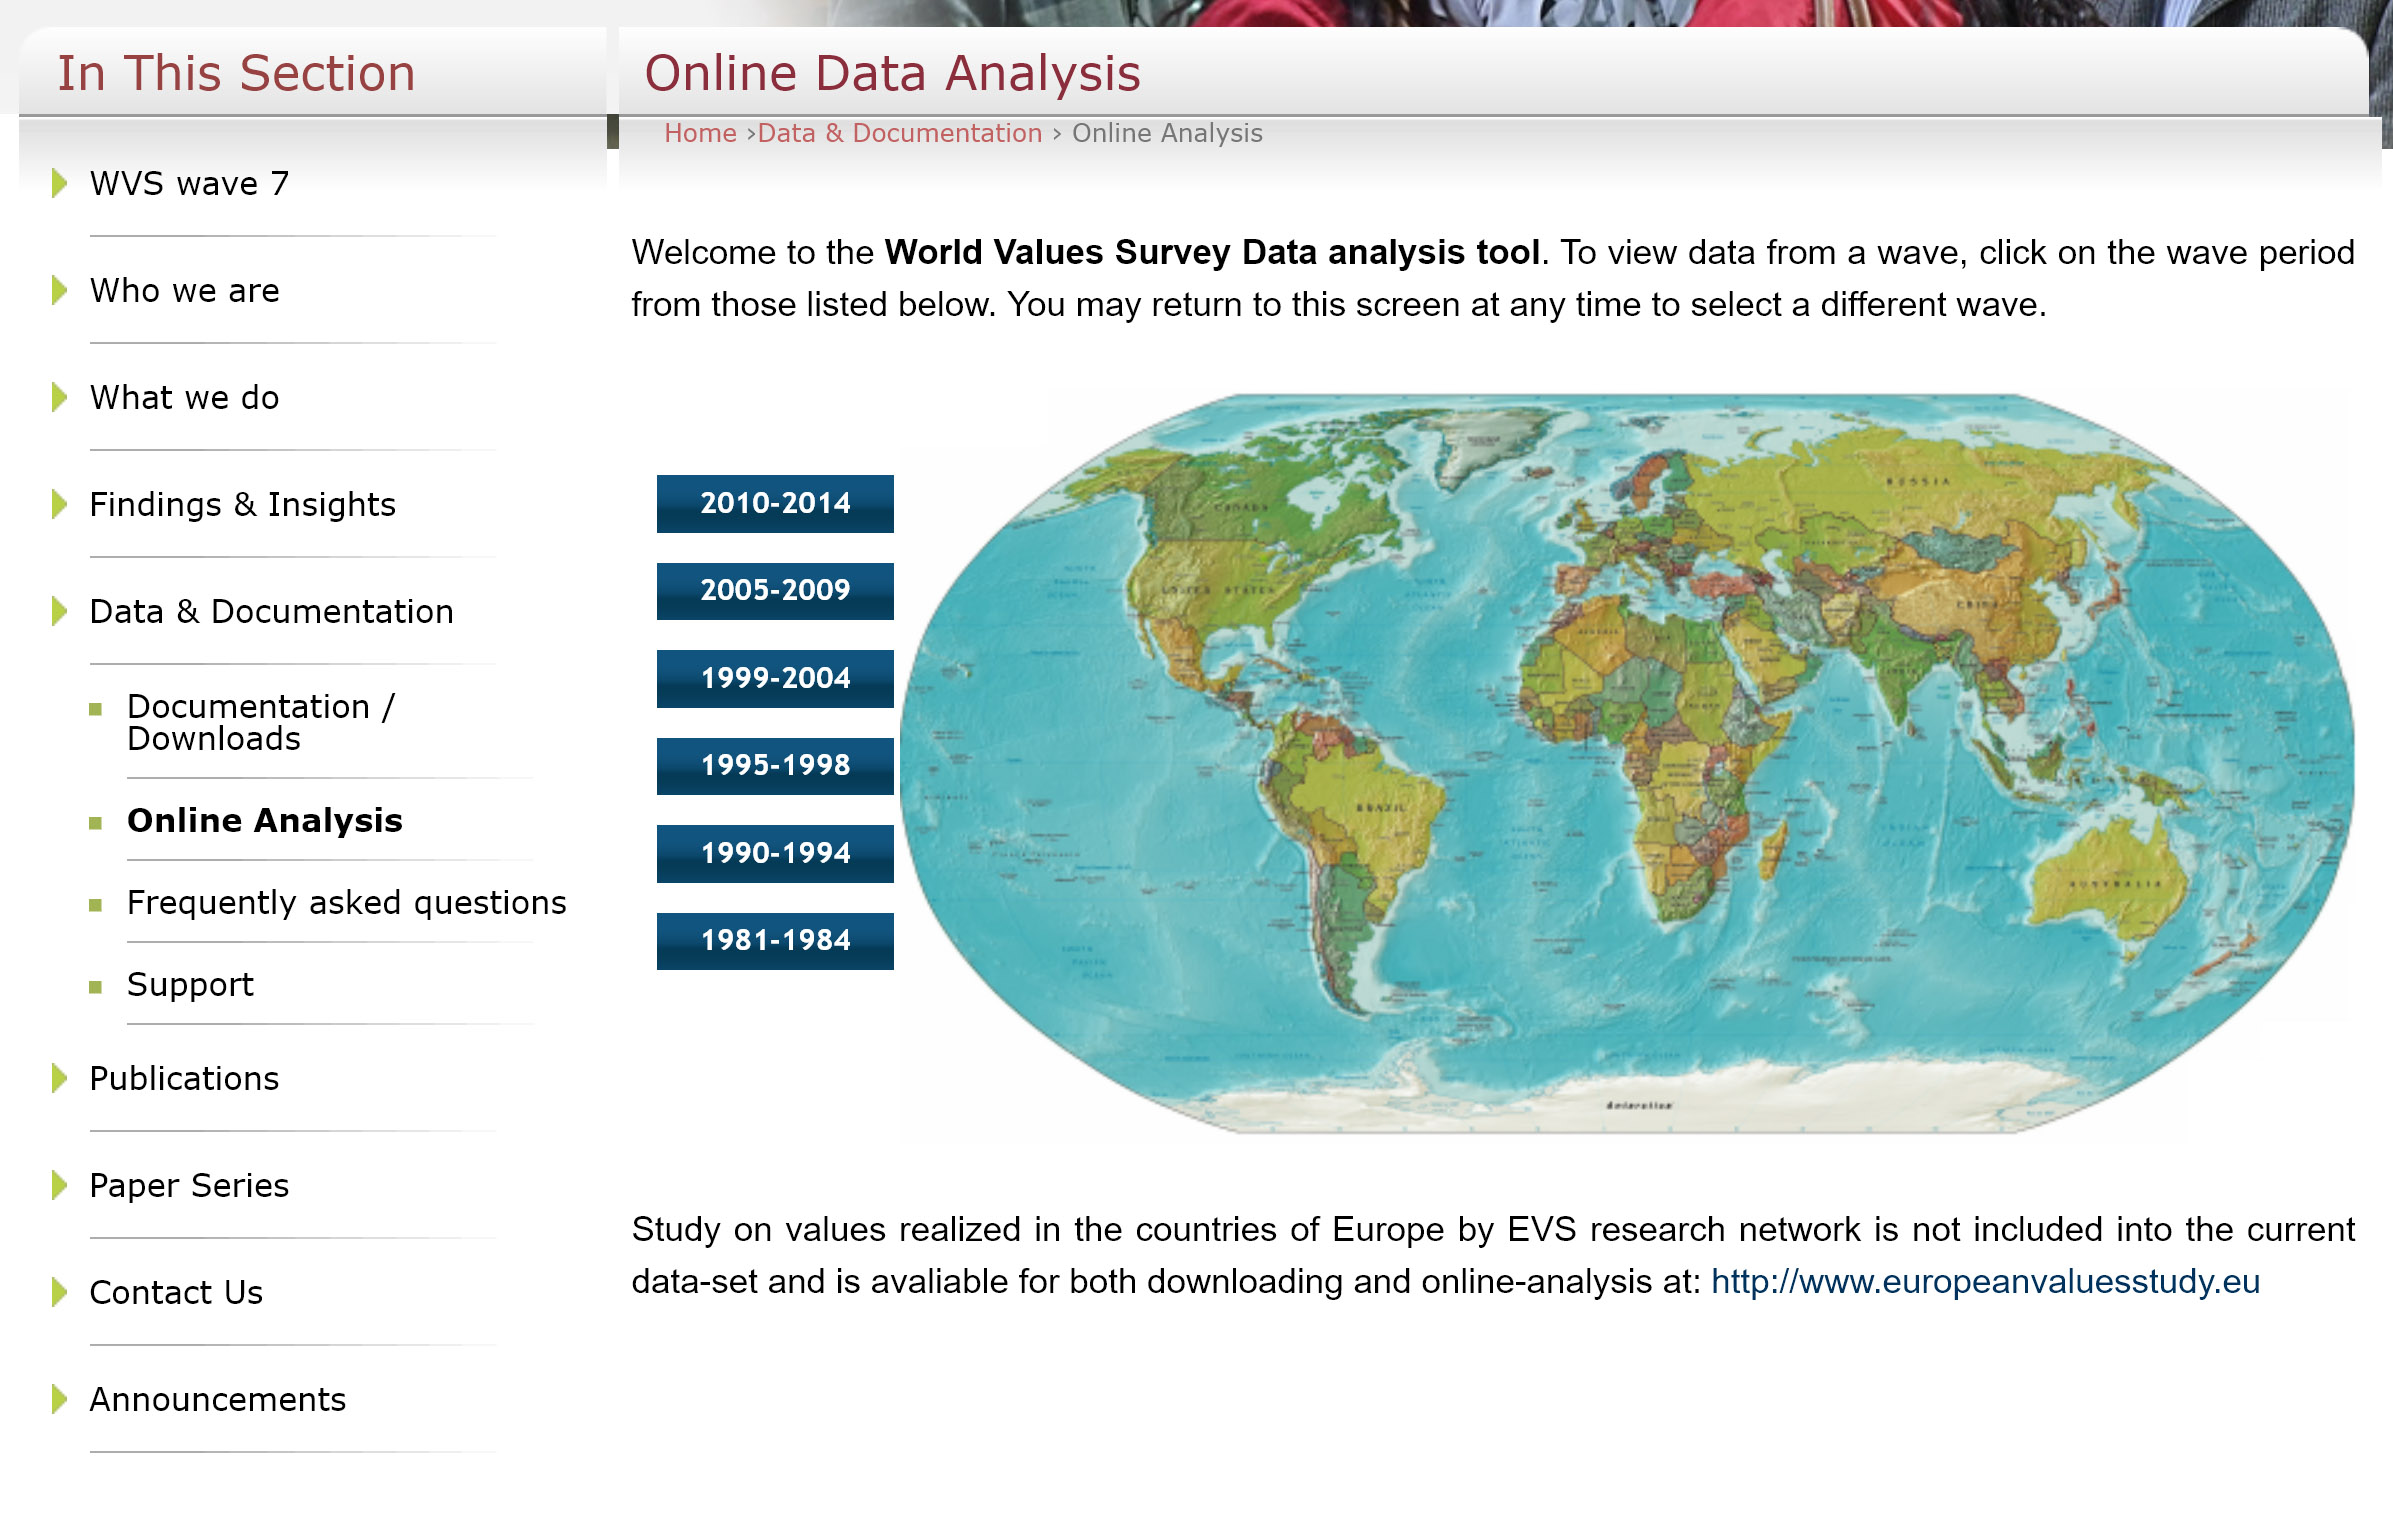 In This Section
WVS wave 7
Who we are
What we do
Findings & Insights
Data & Documentation
Documentation /
Downloads
Online Analysis
Frequently asked questions
Support
Publications
Paper Series
Contact Us
Announcements
Online Data Analysis
Home ›Data & Documentation › Online Analysis
Welcome to the World Values Survey Data analysis tool. To view data from a wave, click on the wave period
from those listed below. You may return to this screen at any time to select a different wave.
2010-2014
2005-2009
1999-2004
1995-1998
1990-1994
1981-1984
RUSSIA
CANADA
UNITED STATES
CHINA
BRAZIL
AUSTRALIA
Antarctica
Study on values realized in the countries of Europe by EVS research network is not included into the current
data-set and is avaliable for both downloading and online-analysis at: http://www.europeanvaluesstudy.eu